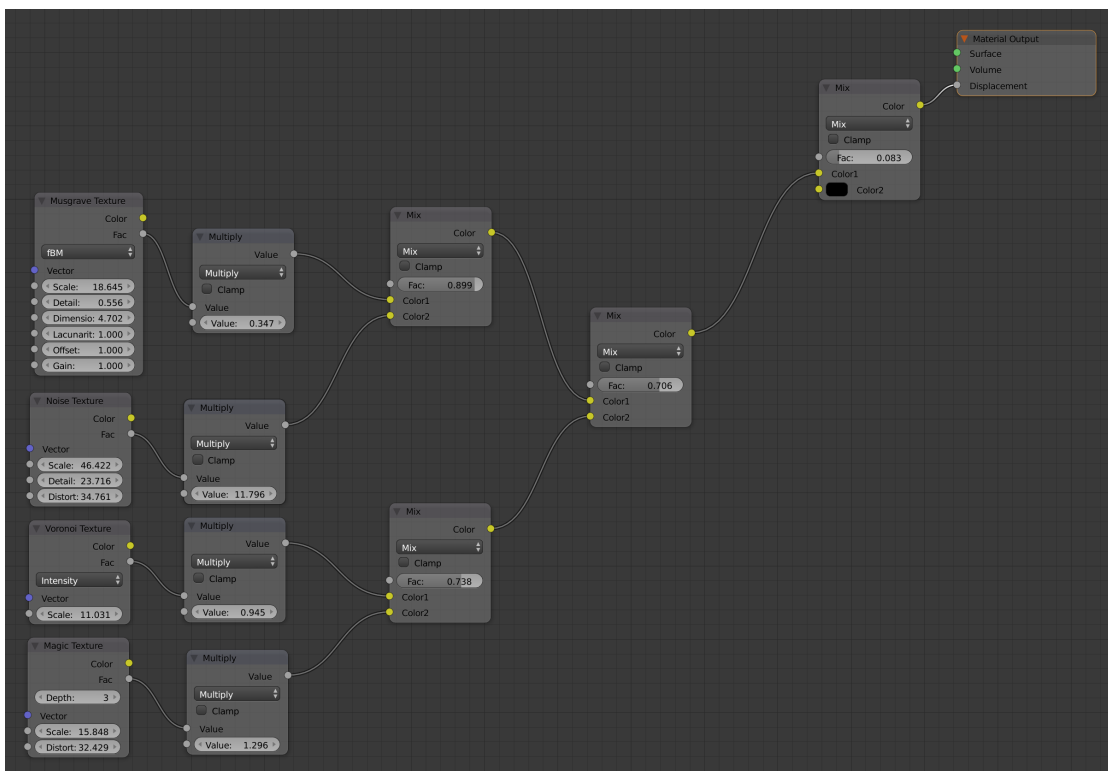 Material Output
Surface
Volume
Displacement
Mix
Color
Mix
Clamp
Fac: 0.083
Color1
Color2
Musgrave Texture
Color
Fac
fBM
Vector
Scale: 18.645
Detail: 0.556
Dimensio: 4.702
Lacunarit: 1.000
Offset: 1.000
Gain: 1.000
Multiply
Value
Multiply
Clamp
Value
Value: 0.347
Mix
Color
Mix
Clamp
Fac: 0.899
Color1
Color2
Mix
Color
Mix
Clamp
Fac: 0.706
Color1
Color2
Noise Texture
Color
Fac
Vector
Scale: 46.422
Detail: 23.716
Distort: 34.761
Multiply
Value
Multiply
Clamp
Value
Value: 11.796
Voronoi Texture
Color
Fac
Intensity
Vector
Scale: 11.031
Multiply
Value
Multiply
Clamp
Value
Value: 0.945
Mix
Color
Mix
Clamp
Fac: 0.738
Color1
Color2
Magic Texture
Color
Fac
Depth: 3
Vector
Scale: 15.848
Distort: 32.429
Multiply
Value
Multiply
Clamp
Value
Value: 1.296